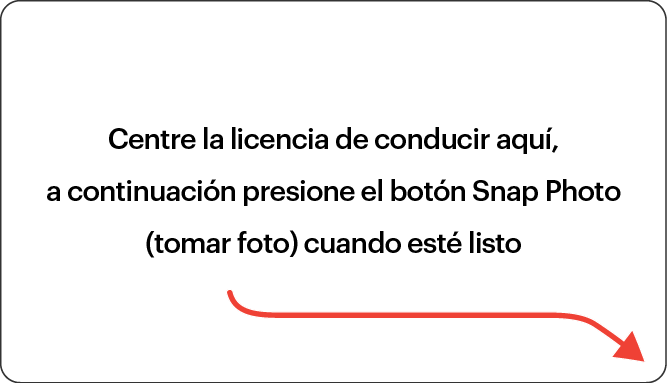 Centre la licencia de conducir aquí,
a continuación presione el botón Snap Photo
(tomar foto) cuando esté listo